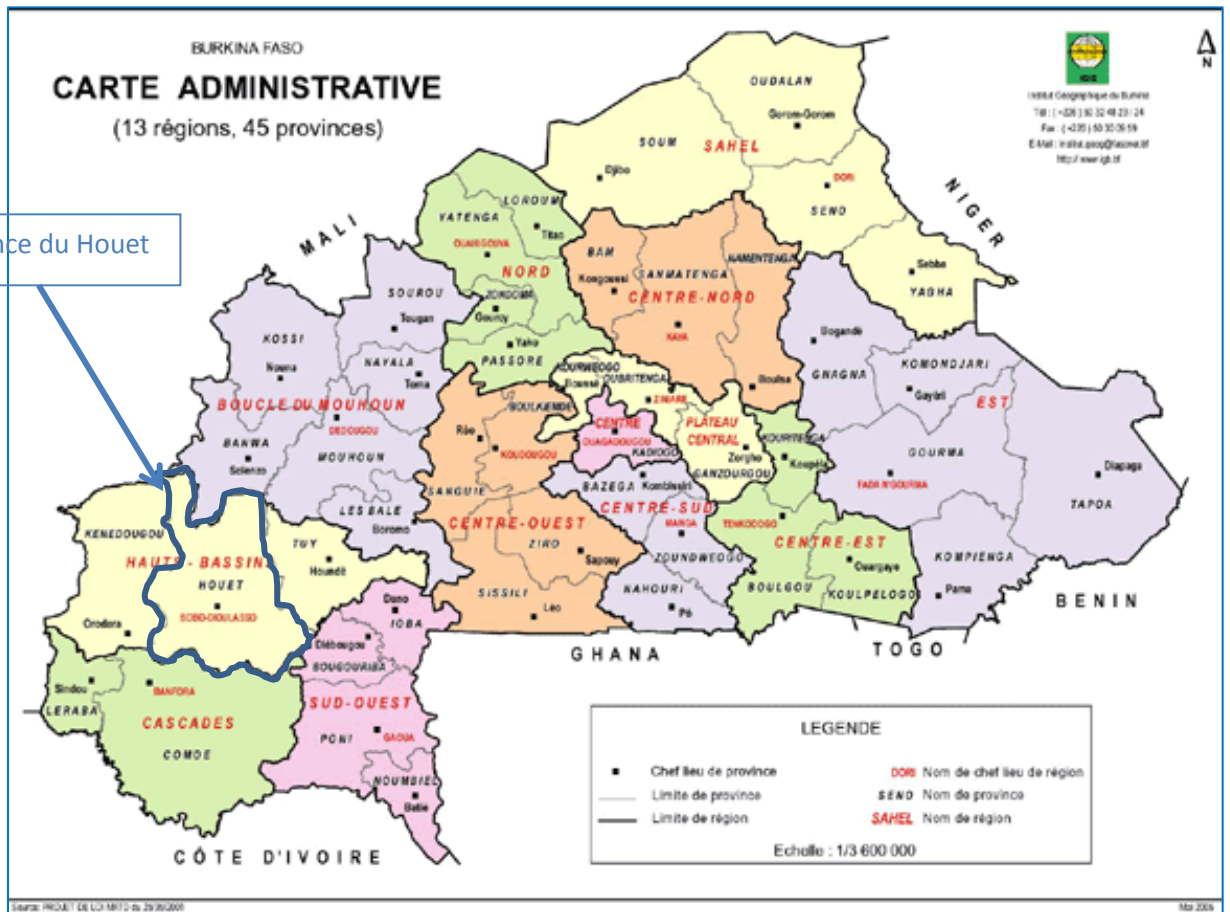 BURKINA FASO
CARTE ADMINISTRATIVE
(13 régions, 45 provinces)
N
Institut Géographique du Burkina
nce du Houet
MALI
NIGER
BENIN
TOGO
GHANA
CÔTE D'IVOIRE
OUDALAN
Gorom-Gorom
SOUM
SAHEL
Djibo
DORI
SENO
Sebba
YAGHA
LOROUM
YATENGA
Titao
OUAHIGOUYA
NORD
ZONDOMA
Gourcy
Yako
PASSORE
BAM
Kongoussi
SANMATENGA
NAMENTENGA
CENTRE-NORD
KAYA
Boulsa
SOUROU
Tougan
KOSSI
Nouna
NAYALA
Toma
BOUCLE DU MOUHOUN
DEDOUGOU
BANWA
Solenzo
MOUHOUN
LES BALE
Boromo
KOURWEOGO
Boussé
OUBRITENGA
ZINIARE
PLATEAU
CENTRAL
Zorgho
GANZOURGOU
BOULKIEMDE
Réo
KOUDOUGOU
SANGUIE
CENTRE-OUEST
ZIRO
Sapouy
SISSILI
Léo
CENTRE
OUAGADOUGOU
KADIOGO
BAZEGA
Kombissiri
CENTRE-SUD
MANGA
ZOUNDWEOGO
NAHOURI
Pô
KOURITENGA
Koupéla
TENKODOGO
CENTRE-EST
Ouargaye
BOULGOU
KOULPELOGO
Bogandé
GNAGNA
KOMONDJARI
Gayéri
EST
GOURMA
FADA N'GOURMA
Diapaga
TAPOA
KOMPIENGA
Pama
KENEDOUGOU
HAUTS-BASSINS
HOUET
BOBO-DIOULASSO
Orodara
TUY
Houndé
Sindou
LERABA
BANFORA
CASCADES
COMOE
Dano
IOBA
Diébougou
BOUGOURIBA
SUD-OUEST
PONI
GAOUA
NOUMBIEL
Batié
LEGENDE
Chef lieu de province
DORI Nom de chef lieu de région
Limite de province
SENO Nom de province
Limite de région
SAHEL Nom de région
Echelle : 1/3 600 000